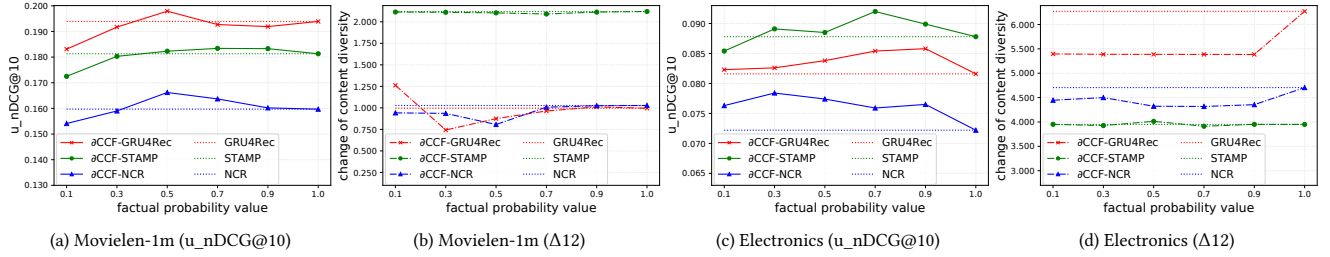 u_nDCG@10
0.200
0.190
0.180
0.170
0.160
0.150
0.140
0.130
∂CCF-GRU4Rec
∂CCF-STAMP
∂CCF-NCR
GRU4Rec
STAMP
NCR
0.1 0.3 0.5 0.7 0.9 1.0
factual probability value
(a) Movielen-1m (u_nDCG@10)
change of content diversity
2.000
1.750
1.500
1.250
1.000
0.750
0.500
0.250
∂CCF-GRU4Rec
∂CCF-STAMP
∂CCF-NCR
GRU4Rec
STAMP
NCR
0.1 0.3 0.5 0.7 0.9 1.0
factual probability value
(b) Movielen-1m (Δ12)
u_nDCG@10
0.090
0.085
0.080
0.075
0.070
0.065
∂CCF-GRU4Rec
∂CCF-STAMP
∂CCF-NCR
GRU4Rec
STAMP
NCR
0.1 0.3 0.5 0.7 0.9 1.0
factual probability value
(c) Electronics (u_nDCG@10)
change of content diversity
6.000
5.500
5.000
4.500
4.000
3.500
3.000
∂CCF-GRU4Rec
∂CCF-STAMP
∂CCF-NCR
GRU4Rec
STAMP
NCR
0.1 0.3 0.5 0.7 0.9 1.0
factual probability value
(d) Electronics (Δ12)